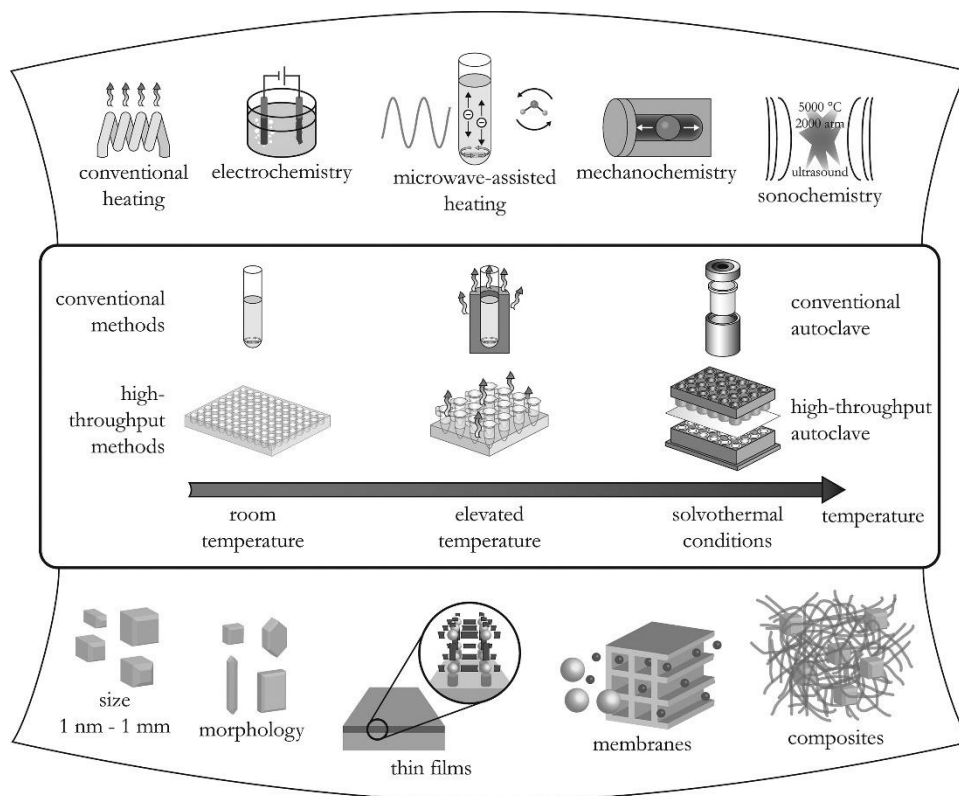 conventional
heating
electrochemistry
microwave-assisted
heating
mechanochemistry
5000 °C
2000 atm
ultrasound
sonochemistry
conventional
methods
conventional
autoclave
high-
throughput
methods
high-throughput
autoclave
room
temperature
elevated
temperature
solvothermal
conditions
temperature
size
1 nm - 1 mm
morphology
thin films
membranes
composites